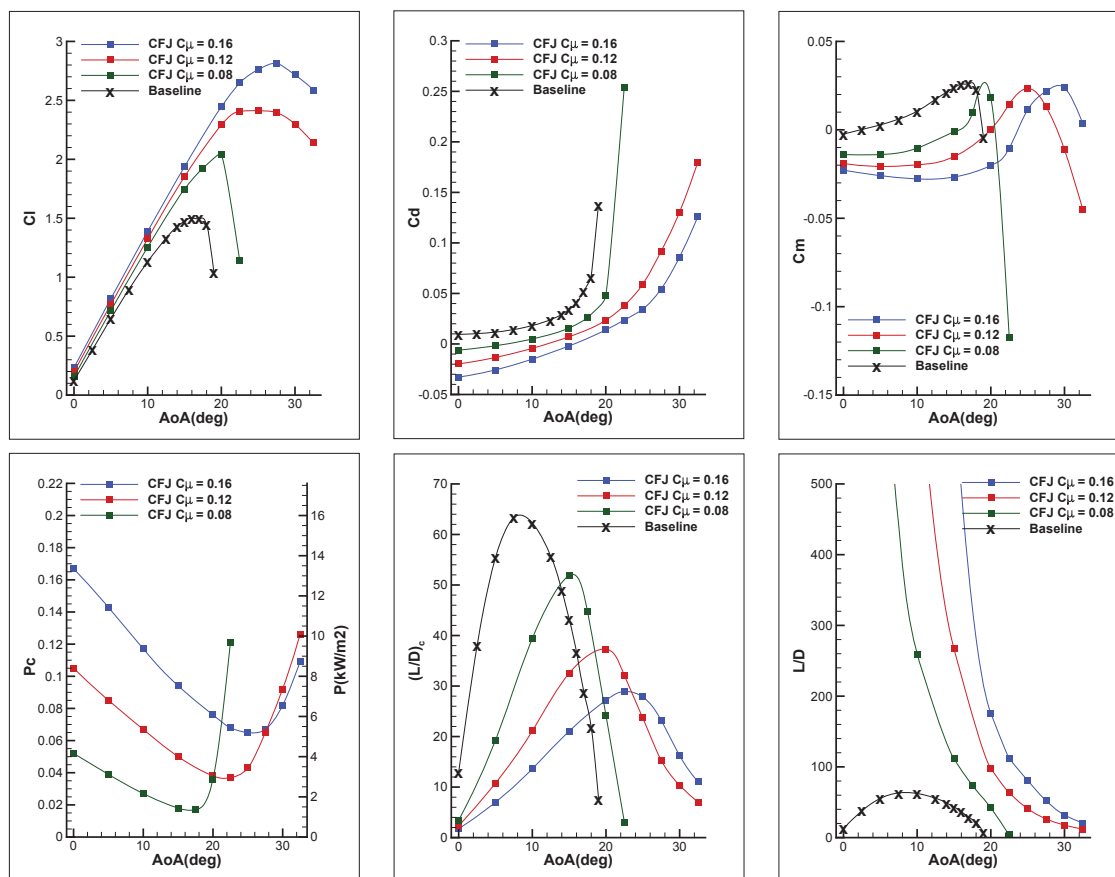 CFJ Cμ = 0.16
CFJ Cμ = 0.12
CFJ Cμ = 0.08
Baseline
3
2.5
2
1.5
1
0.5
0
Cl
0 10 20 30
AoA(deg)
CFJ Cμ = 0.16
CFJ Cμ = 0.12
CFJ Cμ = 0.08
Baseline
0.3
0.25
0.2
0.15
0.1
0.05
0
-0.05
Cd
0 10 20 30
AoA(deg)
0.05
0
-0.05
-0.1
-0.15
Cm
CFJ Cμ = 0.16
CFJ Cμ = 0.12
CFJ Cμ = 0.08
Baseline
0 10 20 30
AoA(deg)
CFJ Cμ = 0.16
CFJ Cμ = 0.12
CFJ Cμ = 0.08
0.22
0.2
0.18
0.16
0.14
0.12
0.1
0.08
0.06
0.04
0.02
0
Pc
16
14
12
10
8
6
4
2
0
P(kW/m2)
0 10 20 30
AoA(deg)
CFJ Cμ = 0.16
CFJ Cμ = 0.12
CFJ Cμ = 0.08
Baseline
70
60
50
40
30
20
10
0
(L/D)c
0 10 20 30
AoA(deg)
CFJ Cμ = 0.16
CFJ Cμ = 0.12
CFJ Cμ = 0.08
Baseline
500
400
300
200
100
0
L/D
0 10 20 30
AoA(deg)